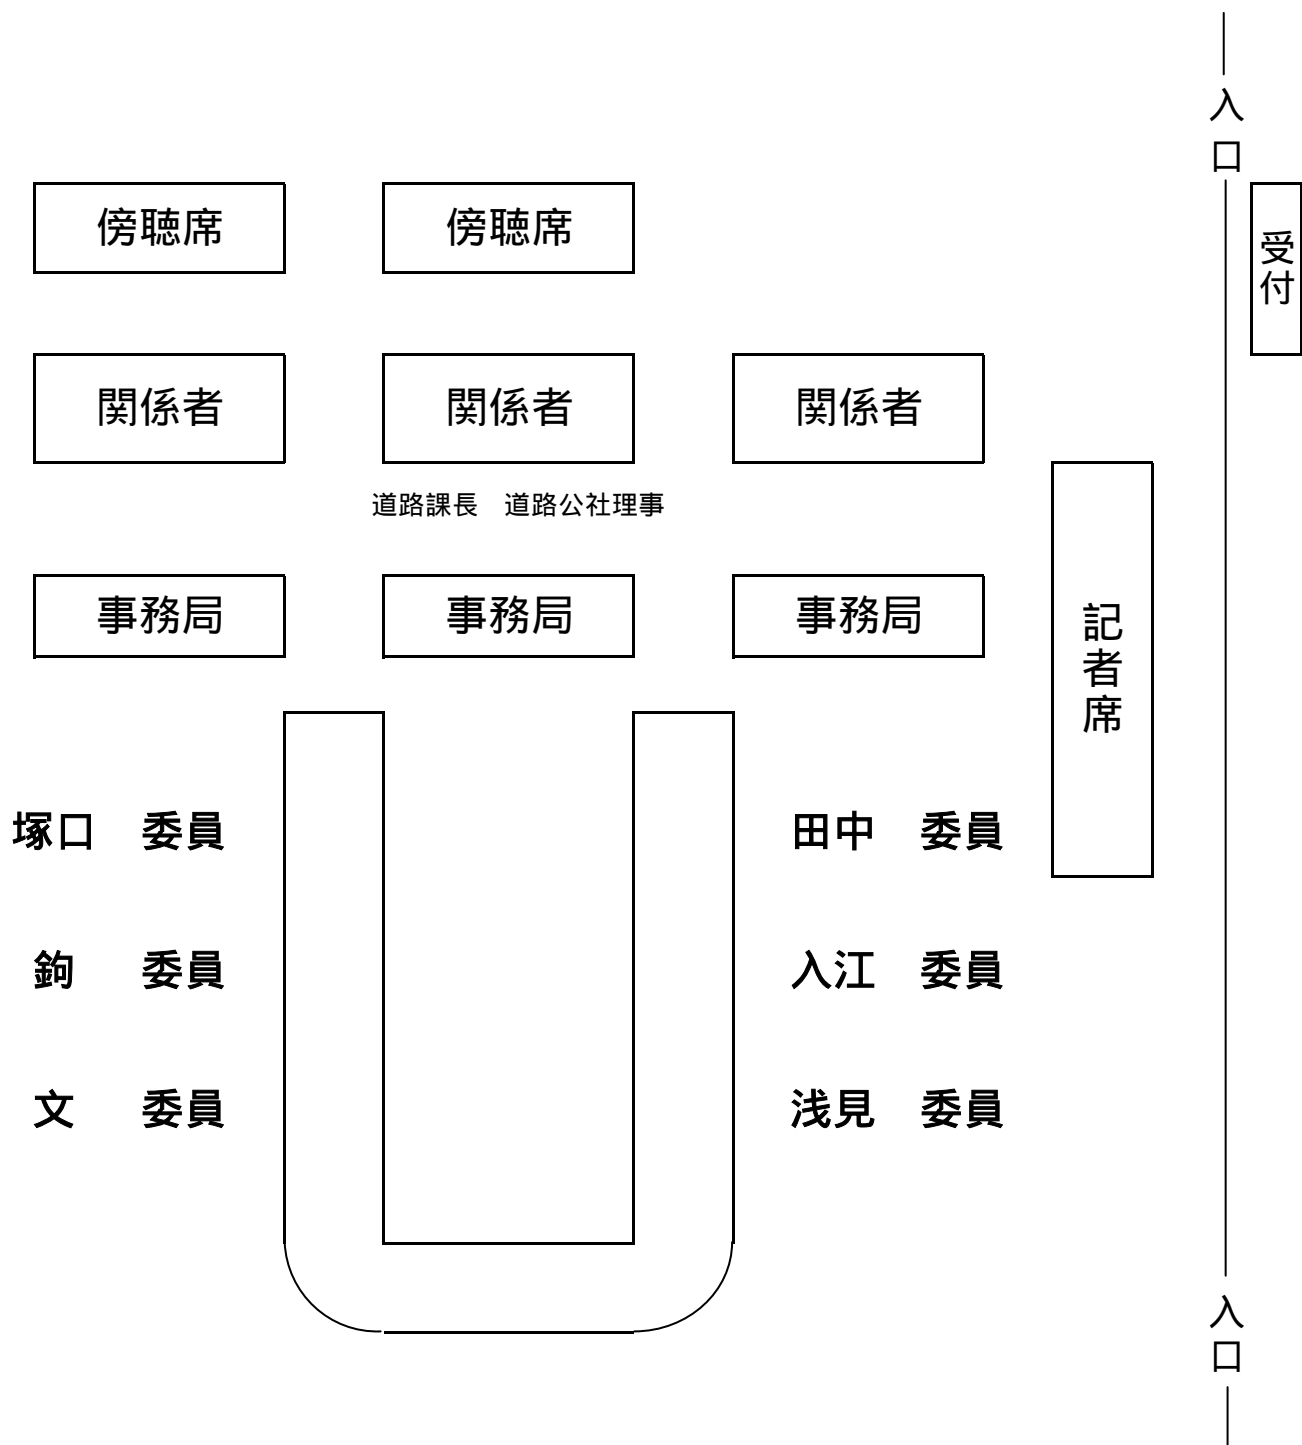 入口
傍聴席 傍聴席
受付
関係者 関係者 関係者
道路課長 道路公社理事
事務局 事務局 事務局
記者席
塚口 委員 田中 委員
鉤 委員 入江 委員
文 委員 浅見 委員
入口